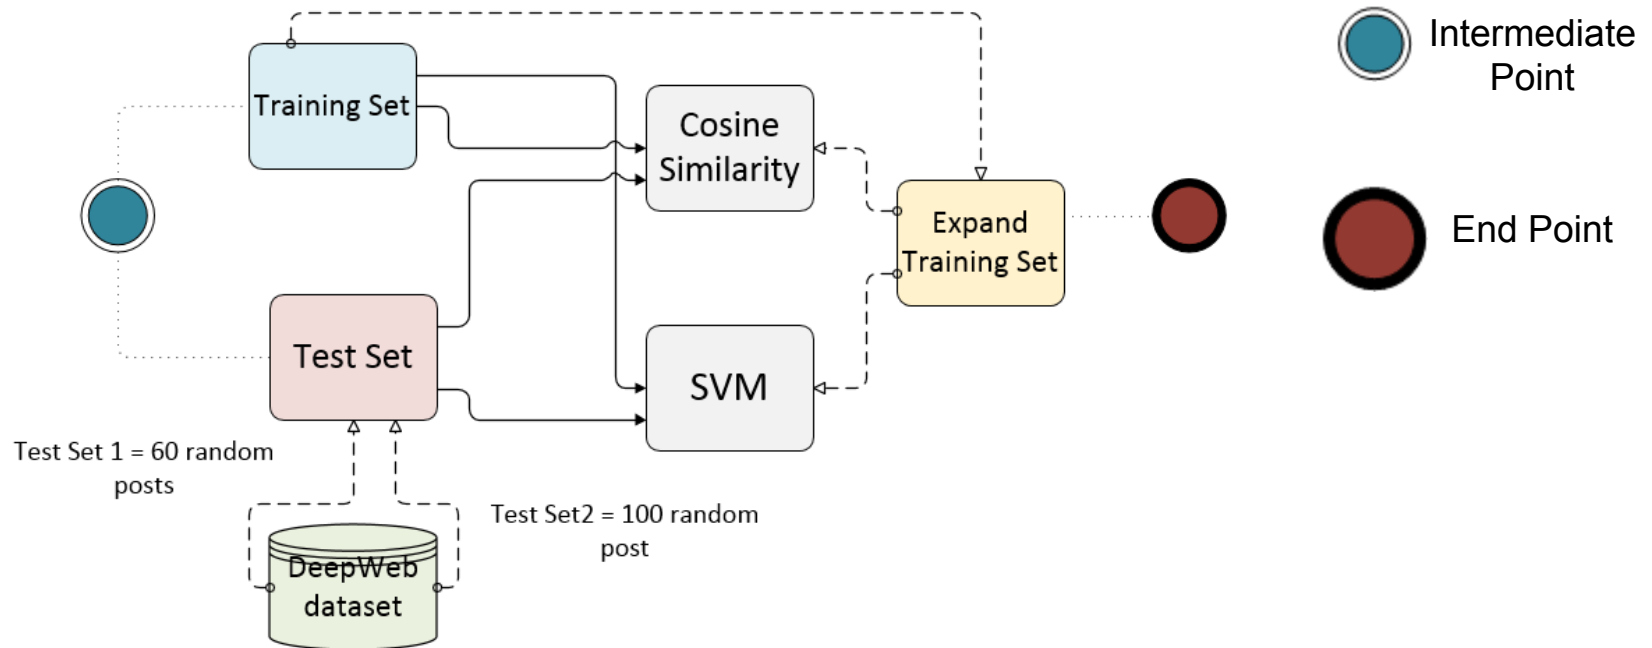 Intermediate
Point
Training Set
Cosine
Similarity
Expand
Training Set
End Point
Test Set
SVM
Test Set 1 = 60 random
posts
Test Set2 = 100 random
post
DeepWeb
dataset